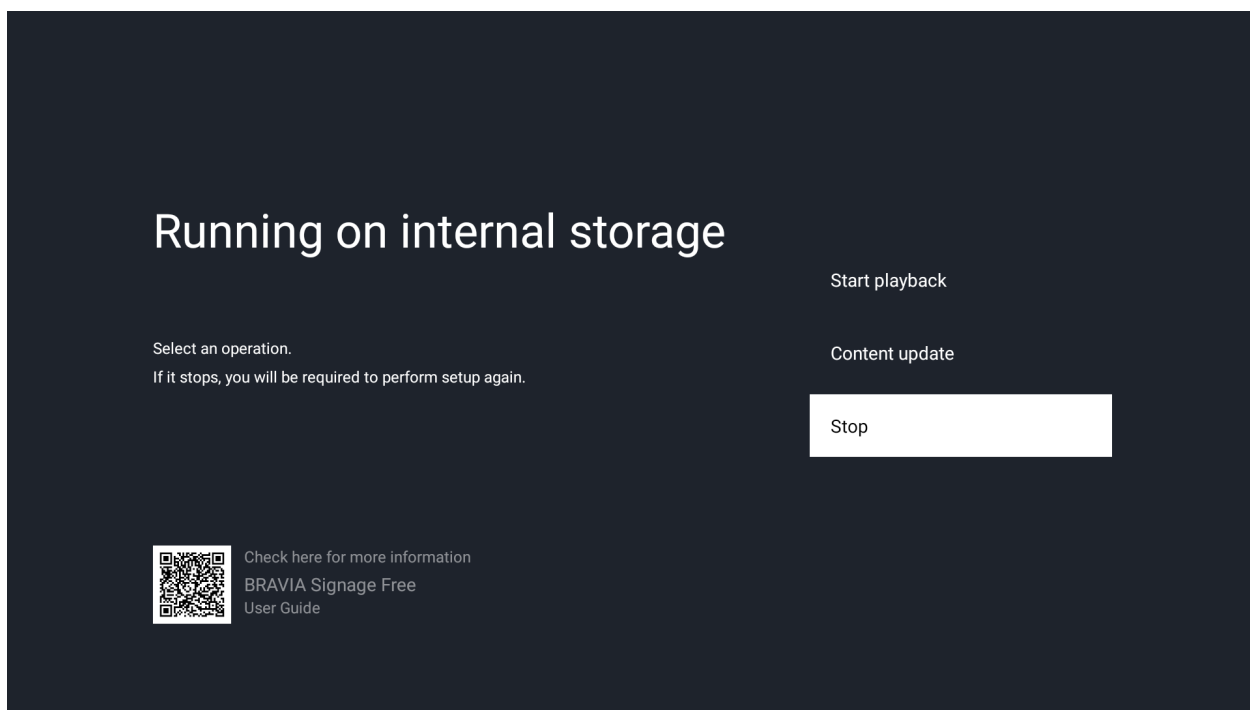 Running on internal storage
Select an operation.
If it stops, you will be required to perform setup again.
Start playback
Content update
Stop
Check here for more information
BRAVIA Signage Free
User Guide